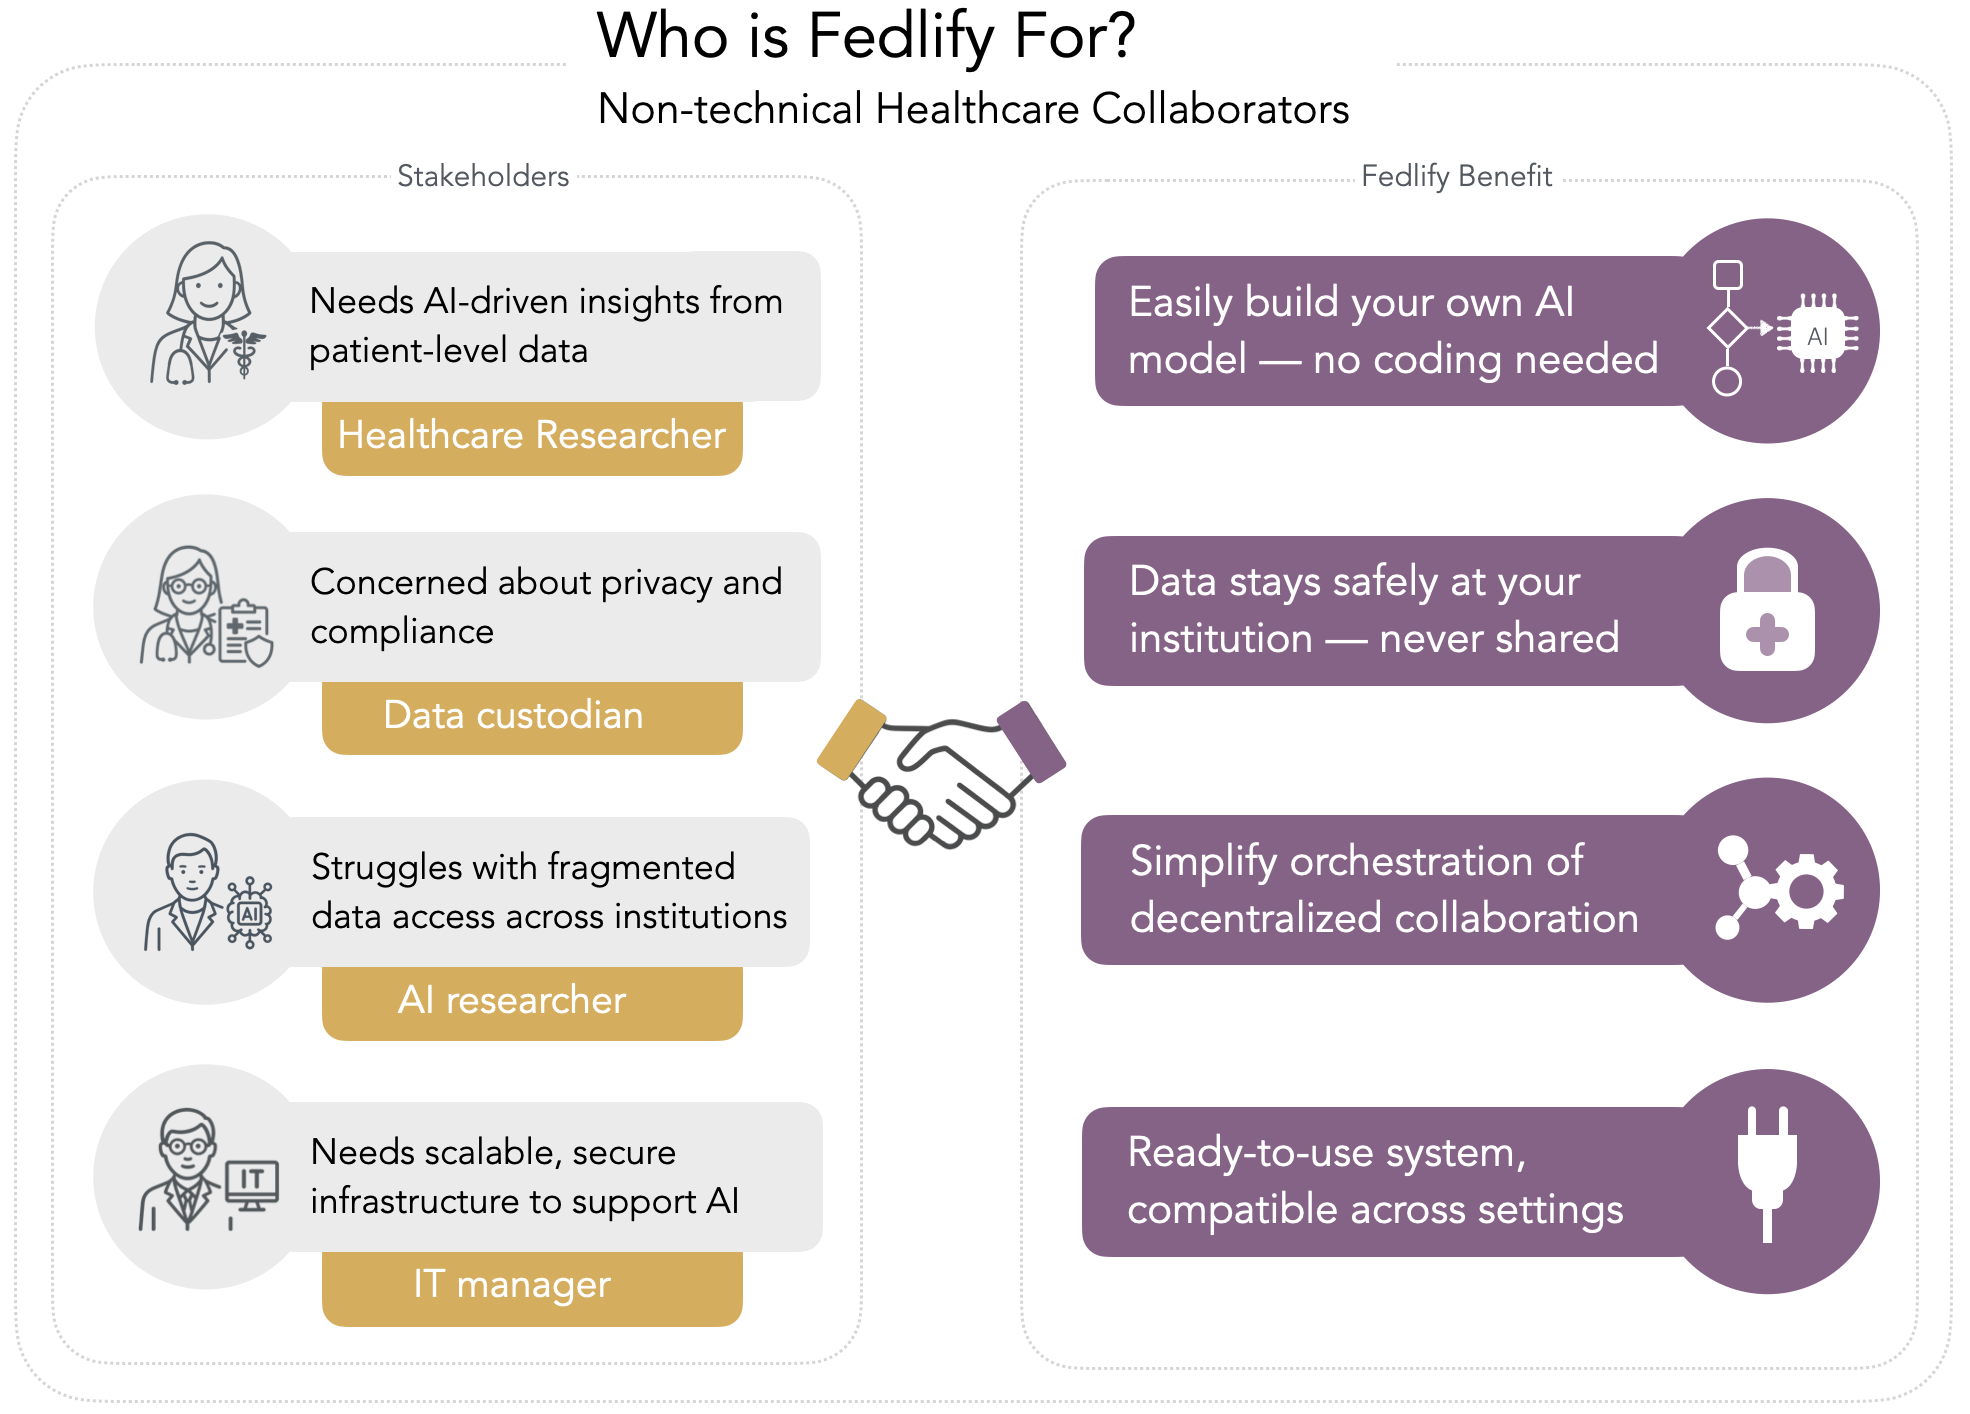 Who is Fedlify For?
Non-technical Healthcare Collaborators
Stakeholders
Needs AI-driven insights from
patient-level data
Healthcare Researcher
Concerned about privacy and
compliance
Data custodian
Struggles with fragmented
data access across institutions
AI
AI researcher
Needs scalable, secure
infrastructure to support AI
IT
IT manager
Fedlify Benefit
Easily build your own AI
model — no coding needed
AI
Data stays safely at your
institution — never shared
Simplify orchestration of
decentralized collaboration
Ready-to-use system,
compatible across settings